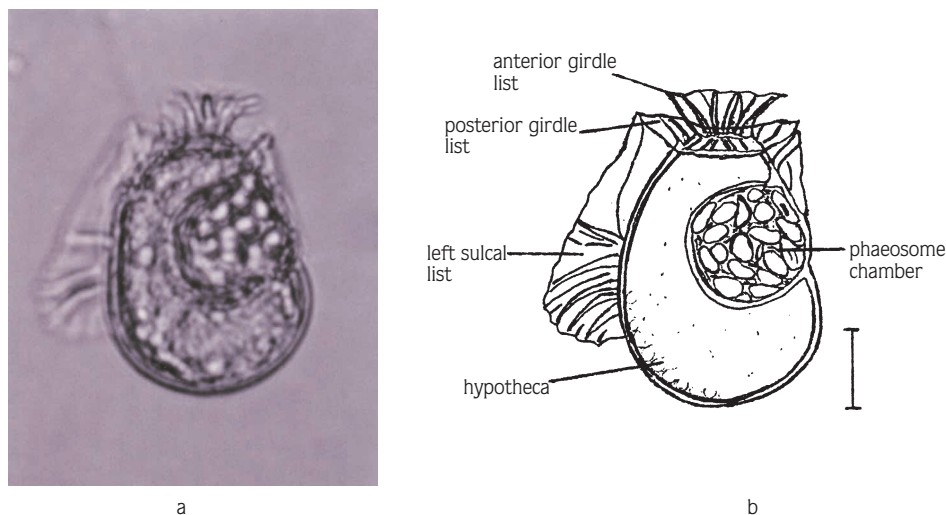 anterior girdle
list
posterior girdle
list
left sulcal
list
phaeosome
chamber
hypotheca
a
b